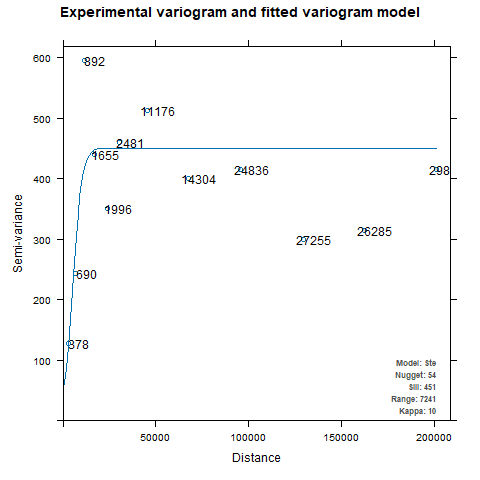 Experimental variogram and fitted variogram model
600
500
400
300
200
100
Semi-variance
892
11176
2481
1655
24836
298
14304
1996
26285
27255
690
378
Model: Ste
Nugget: 54
Sill: 451
Range: 7241
Kappa: 10
50000
100000
150000
200000
Distance